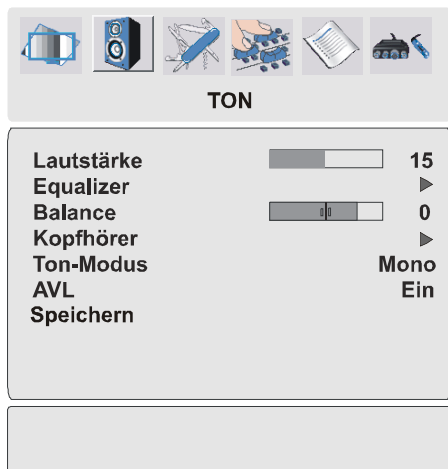 TON
Lautstärke 15
Equalizer
Balance 0
Kopfhörer
Ton-Modus Mono
AVL Ein
Speichern